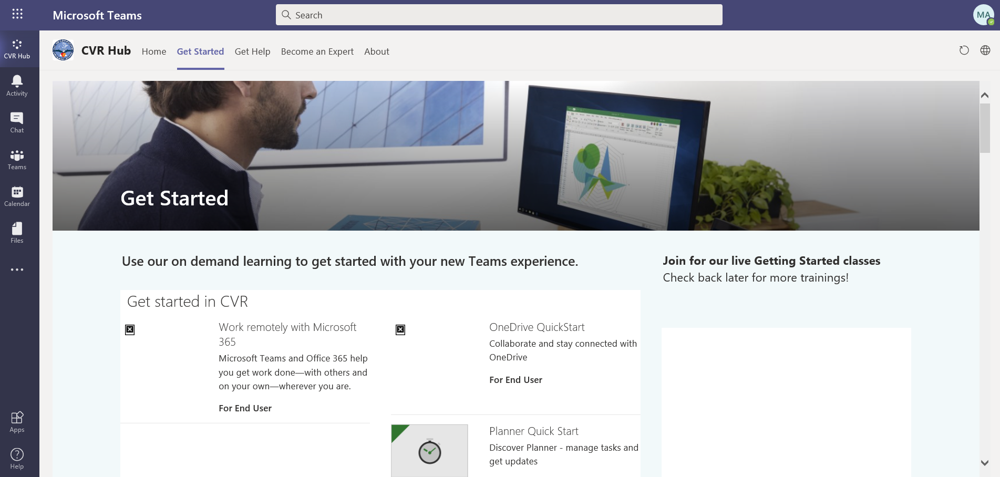 Microsoft Teams
Search
MA
CVR Hub
Activity
Chat
Teams
Calendar
Files
Apps
Help
CVR Hub
Home
Get Started
Get Help
Become an Expert
About
Get Started
Use our on demand learning to get started with your new Teams experience.
Get started in CVR
Work remotely with Microsoft
365
Microsoft Teams and Office 365 help
you get work done—with others and
on your own—wherever you are.
For End User
OneDrive QuickStart
Collaborate and stay connected with
OneDrive
For End User
Planner Quick Start
Discover Planner - manage tasks and
get updates
Join for our live Getting Started classes
Check back later for more trainings!